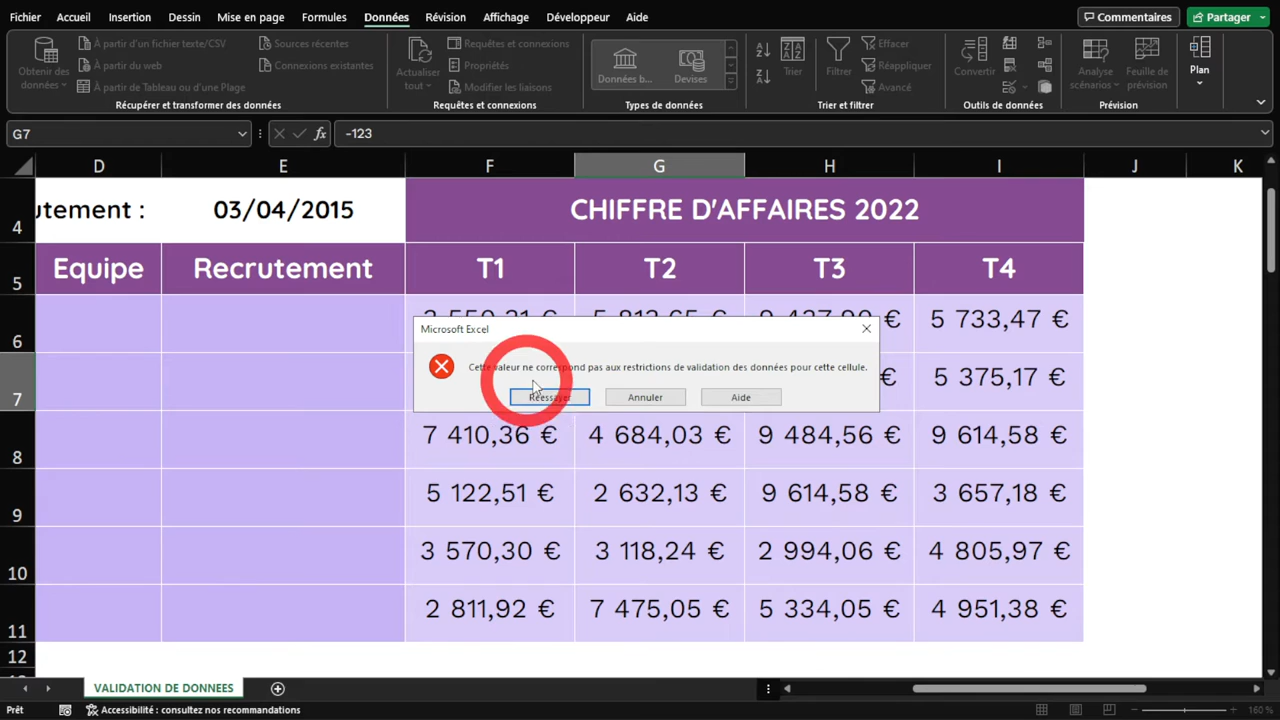 Fichier Accueil Insertion Dessin Mise en page Formules Données Révision Affichage Développeur Aide Commentaires Partager
Obtenir des données
À partir d'un fichier texte/CSV
À partir du web
À partir de Tableau ou d'une Plage
Sources récentes
Connexions existantes
Récupérer et transformer des données
Actualiser tout
Requêtes et connexions
Propriétés
Modifier les liaisons
Requêtes et connexions
Données b...
Devises
Types de données
Trier
Filtrer
Effacer
Réappliquer
Avancé
Trier et filtrer
Convertir
Outils de données
Analyse scénarios
Feuille de prévision
Prévision
Plan
G7 fx -123
D E F G H I J K
4 utement : 03/04/2015 CHIFFRE D'AFFAIRES 2022
5 Equipe Recrutement T1 T2 T3 T4
6 5 733,47 €
Microsoft Excel
Cette valeur ne correspond pas aux restrictions de validation des données pour cette cellule.
Réessayer Annuler Aide
7 € 5 375,17 €
8 7 410,36 € 4 684,03 € 9 484,56 € 9 614,58 €
9 5 122,51 € 2 632,13 € 9 614,58 € 3 657,18 €
10 3 570,30 € 3 118,24 € 2 994,06 € 4 805,97 €
11 2 811,92 € 7 475,05 € 5 334,05 € 4 951,38 €
12
VALIDATION DE DONNEES
Prêt Accessibilité : consultez nos recommandations 160 %